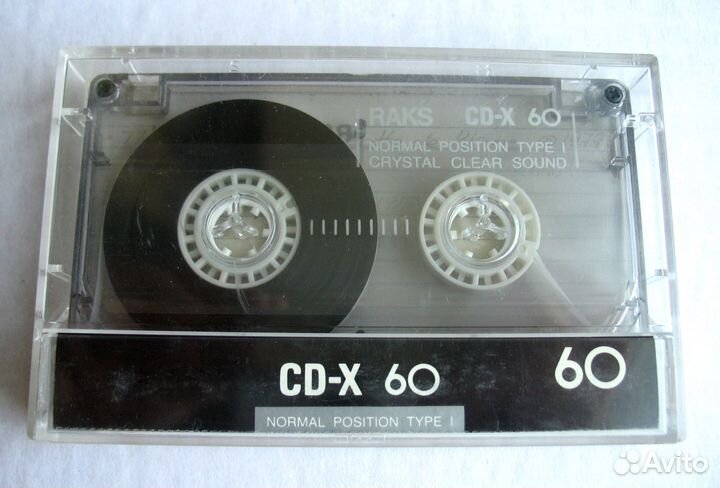 RAKS CD-X 60
NORMAL POSITION TYPE I
CRYSTAL CLEAR SOUND
CD-X 60
60
NORMAL POSITION TYPE I
Avito